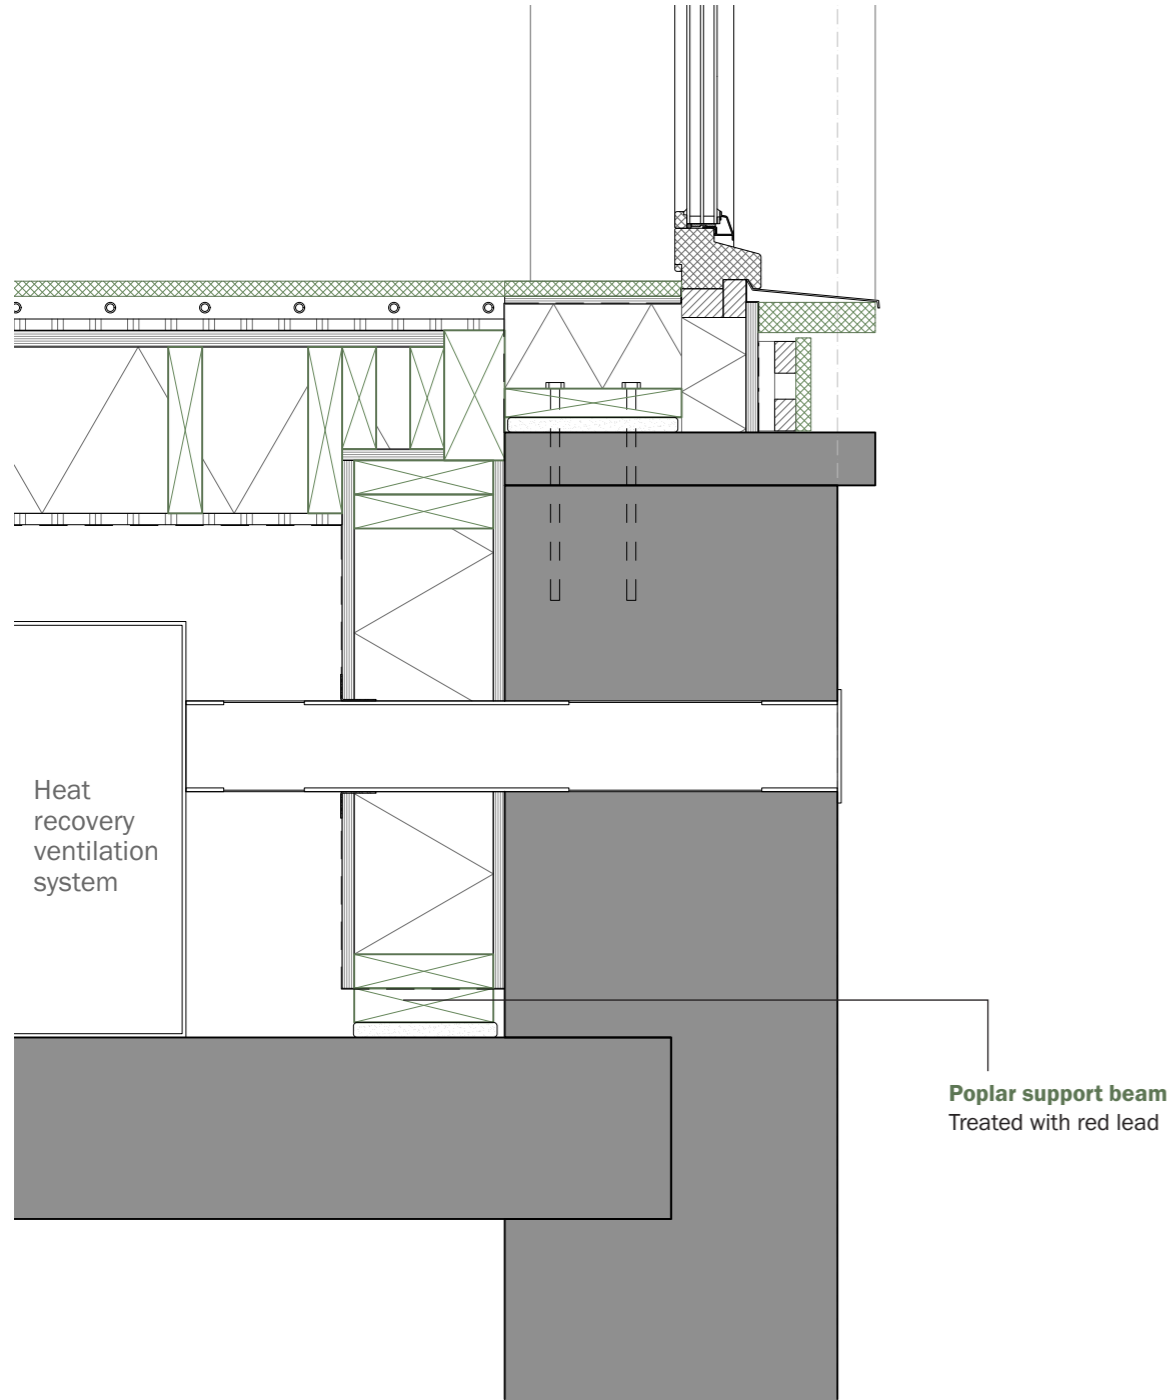 Heat
recovery
ventilation
system
Poplar support beam
Treated with red lead